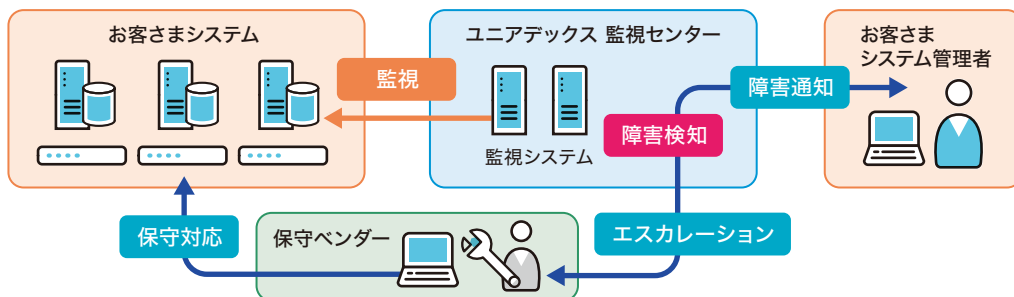 お客さまシステム
ユニアデックス 監視センター
お客さま
システム管理者
監視
障害通知
障害検知
監視システム
保守対応
保守ベンダー
エスカレーション